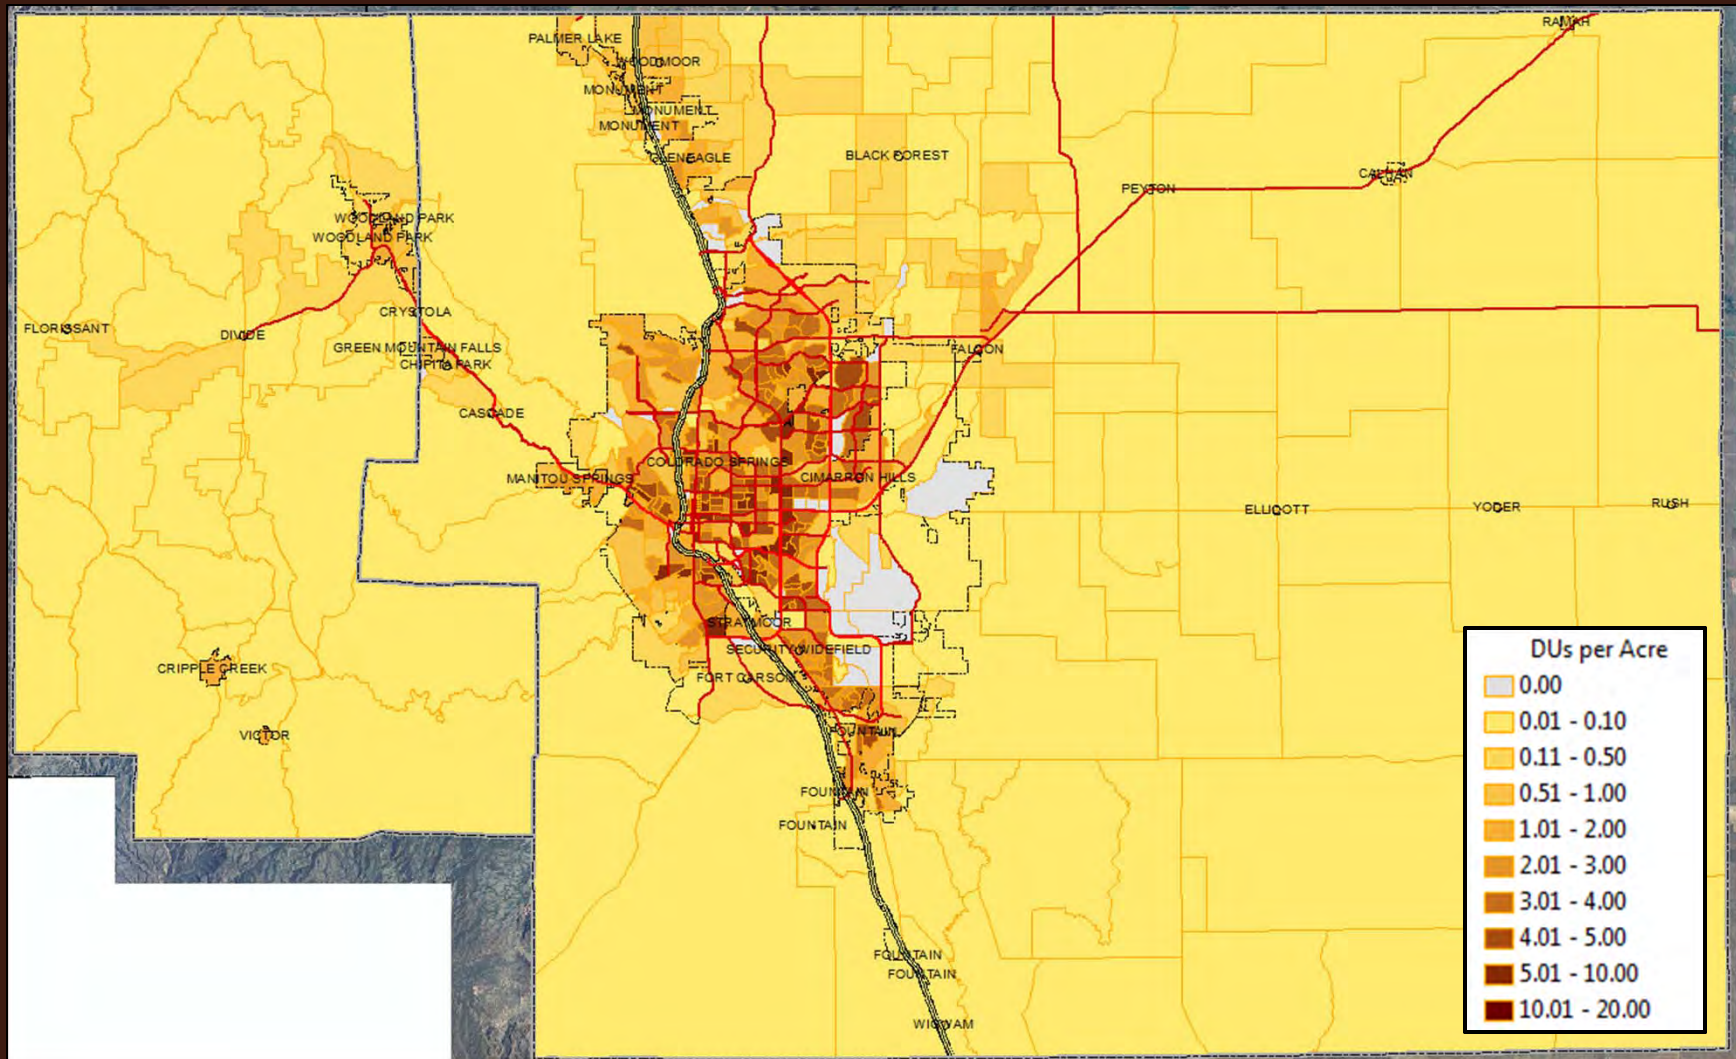 RAMAH
PALMER LAKE
WOODMOOR
MONUMENT
MONUMENT
MONUMENT
GLENEAGLE
BLACK FOREST
CALHAN
PEYTON
WOODLAND PARK
WOODLAND PARK
CRYSTOLA
FLORISSANT
DIVIDE
GREEN MOUNTAIN FALLS
CHIPITA PARK
FALCON
CASCADE
COLORADO SPRINGS
MANITOU SPRINGS
CIMARRON HILLS
ELLICOTT
YODER
RUSH
STRATMOOR
SECURITY-WIDEFIELD
CRIPPLE CREEK
FORT CARSON
VICTOR
FOUNTAIN
FOUNTAIN
FOUNTAIN
FOUNTAIN
FOUNTAIN
WIGWAM
DUs per Acre
0.00
0.01 - 0.10
0.11 - 0.50
0.51 - 1.00
1.01 - 2.00
2.01 - 3.00
3.01 - 4.00
4.01 - 5.00
5.01 - 10.00
10.01 - 20.00